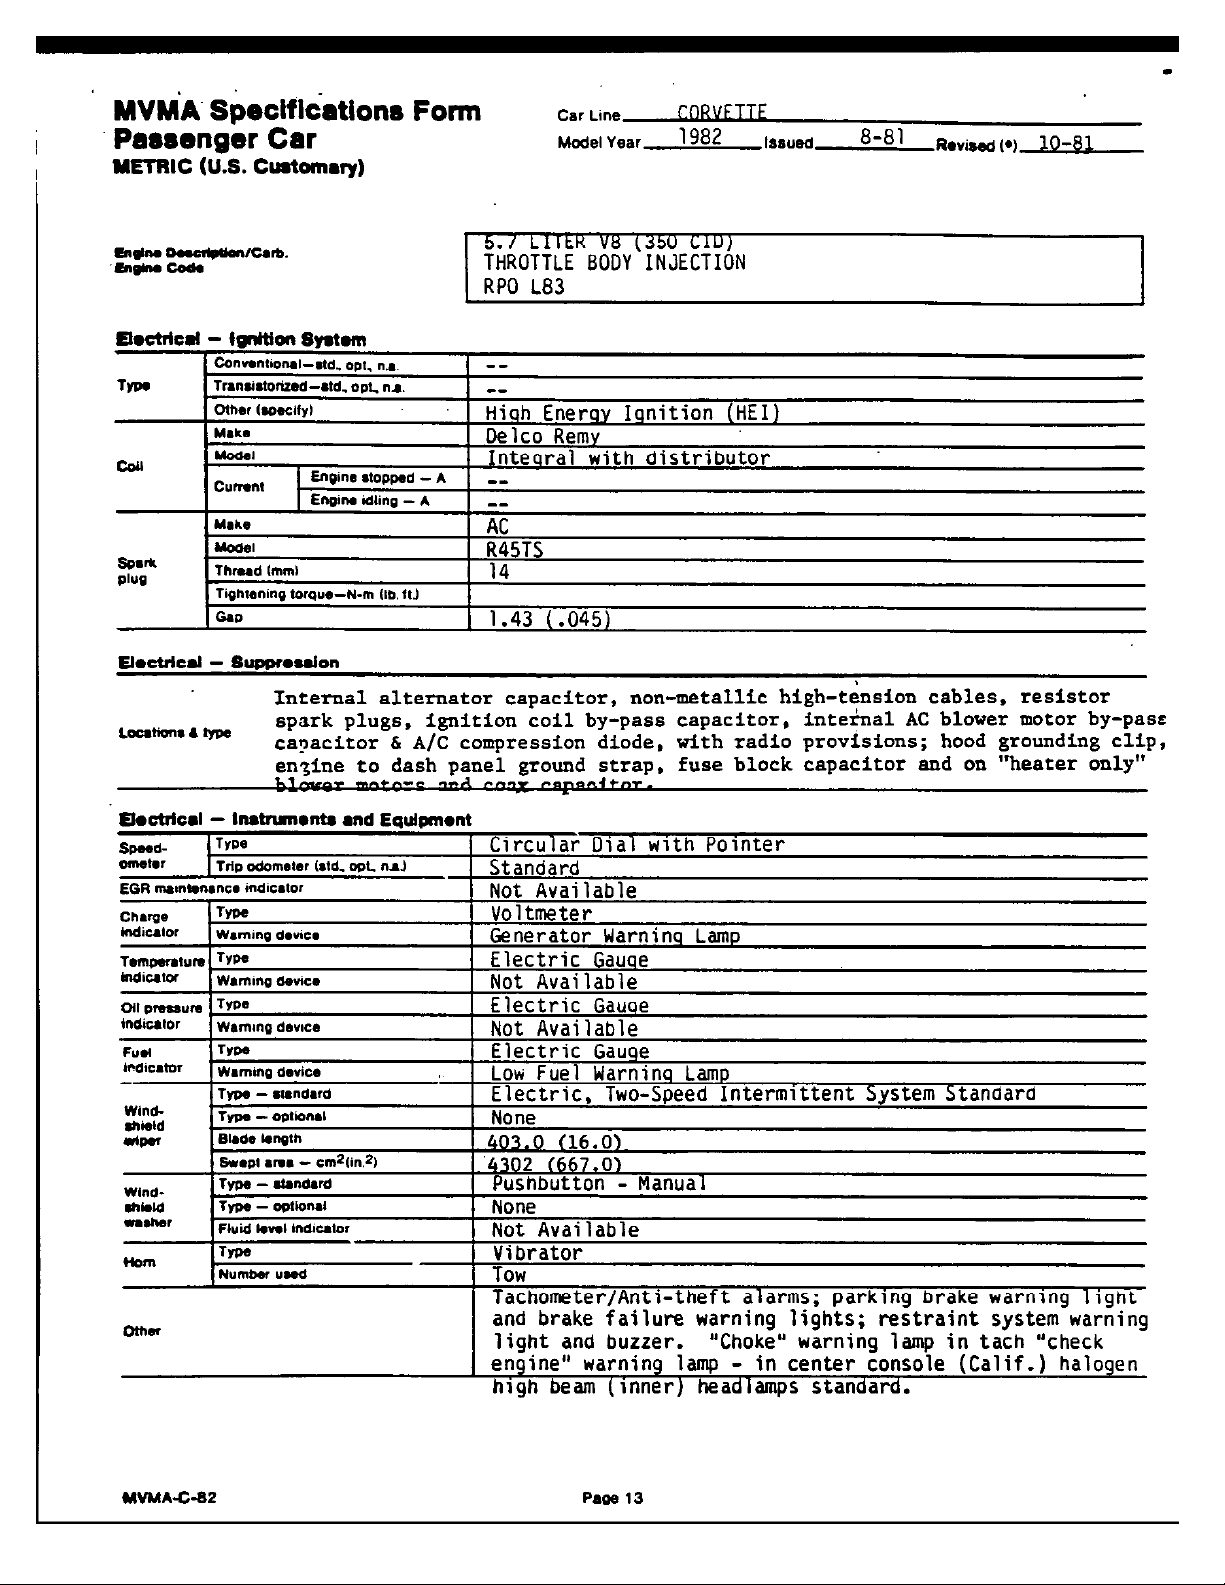 MVMA Specifications Form
Passenger Car
METRIC (U.S. Customary)
Car Line CORVETTE
Model Year 1982 Issued 8-81 Revised (•) 10-81
Engine Description/Carb.
Engine Code
5.7 LITER V8 (350 CID)
THROTTLE BODY INJECTION
RPO L83
Electrical — Ignition System
Type
Conventional—std., opt., n.a. --
Transistorized—std., opt., n.a. --
Other (specify) High Energy Ignition (HEI)
Coil
Make Delco Remy
Model Integral with distributor
Current
Engine stopped — A --
Engine idling — A --
Spark plug
Make AC
Model R45TS
Thread (mm) 14
Tightening torque—N-m (lb. ft.)
Gap 1.43 (.045)
Electrical — Suppression
Locations & type
Internal alternator capacitor, non-metallic high-tension cables, resistor
spark plugs, ignition coil by-pass capacitor, internal AC blower motor by-pass
capacitor & A/C compression diode, with radio provisions; hood grounding clip,
engine to dash panel ground strap, fuse block capacitor and on "heater only"
blower motors and coax capacitor.
Electrical — Instruments and Equipment
Speed-
ometer
Type Circular Dial with Pointer
Trip odometer (std., opt., n.a.) Standard
EGR maintenance indicator Not Available
Charge
indicator
Type Voltmeter
Warning device Generator Warning Lamp
Temperature
indicator
Type Electric Gauge
Warning device Not Available
Oil pressure
indicator
Type Electric Gauge
Warning device Not Available
Fuel
indicator
Type Electric Gauge
Warning device Low Fuel Warning Lamp
Wind-
shield
wiper
Type — standard Electric, Two-Speed Intermittent System Standard
Type — optional None
Blade length 403.0 (16.0)
Swept area — cm2(in.2) 4302 (667.0)
Wind-
shield
washer
Type — standard Pushbutton - Manual
Type — optional None
Fluid level indicator Not Available
Horn
Type Vibrator
Number used Tow
Other
Tachometer/Anti-theft alarms; parking brake warning light
and brake failure warning lights; restraint system warning
light and buzzer. "Choke" warning lamp in tach "check
engine" warning lamp - in center console (Calif.) halogen
high beam (inner) headlamps standard.
MVMA-C-82
Page 13